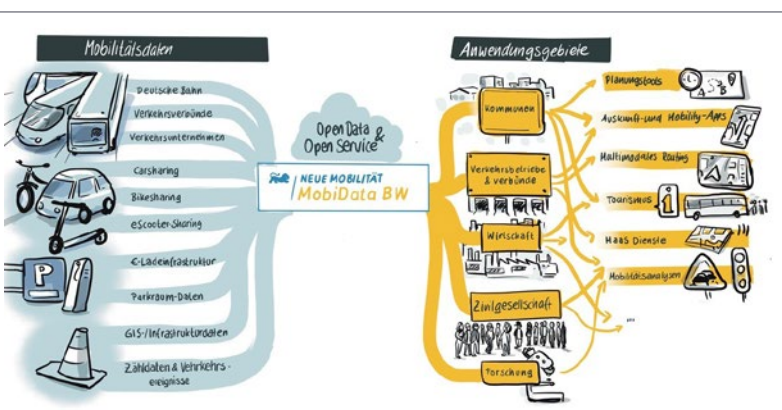 Mobilitätsdaten
Deutsche Bahn
Verkehrsverbünde
Verkehrsunternehmen
Carsharing
Bikesharing
eScooter-Sharing
E-Ladeinfrastruktur
Parkraum-Daten
GIS-/Infrastrukturdaten
Zähldaten & Verkehrs-
ereignisse
P
Open Data &
Open Service
NEUE MOBILITÄT
MobiData BW
Anwendungsgebiete
Kommunen
Verkehrsbetriebe
& verbünde
Wirtschaft
Zivilgesellschaft
Forschung
Planungstools
Auskunft-und Mobility-Apps
Multimodales Routing
Tourismus
i
MaaS Dienste
Mobilitätsanalysen
...